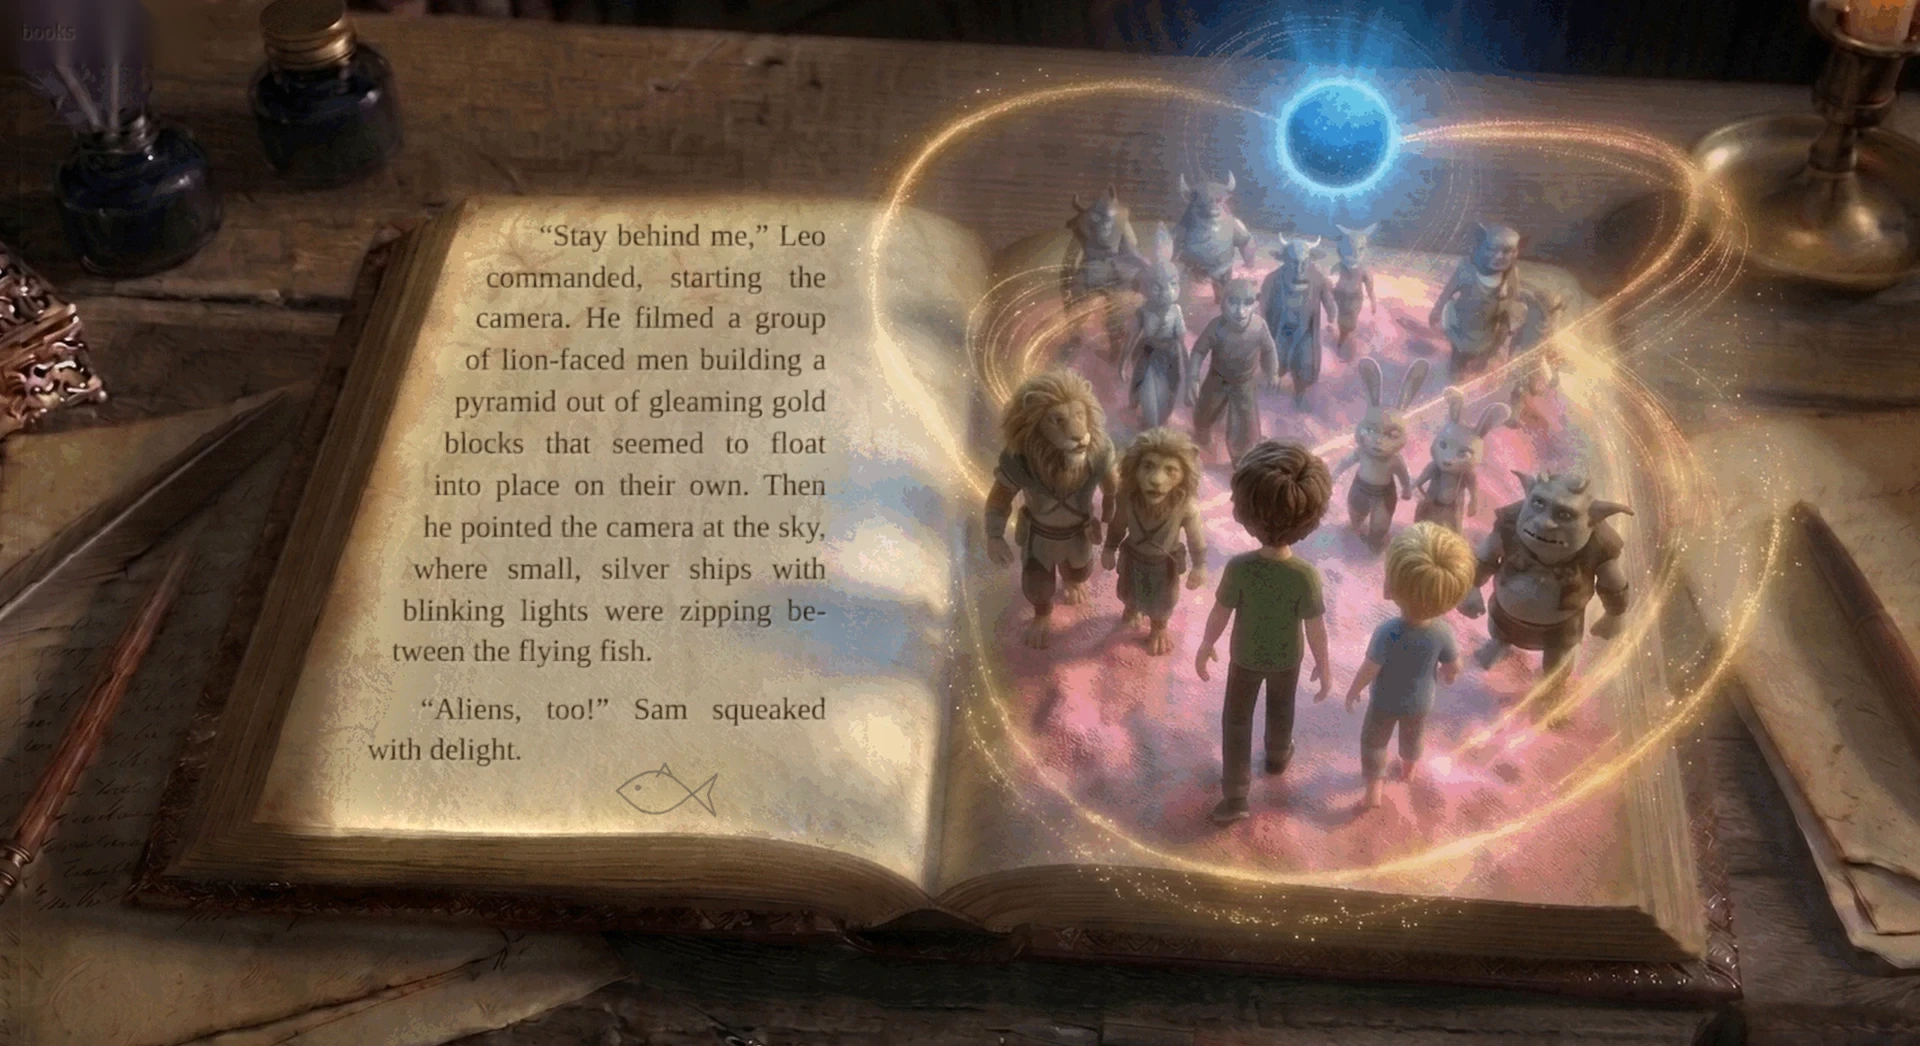 books
“Stay behind me,” Leo
commanded, starting the
camera. He filmed a group
of lion-faced men building a
pyramid out of gleaming gold
blocks that seemed to float
into place on their own. Then
he pointed the camera at the sky,
where small, silver ships with
blinking lights were zipping be-
tween the flying fish.
“Aliens, too!” Sam squeaked
with delight.